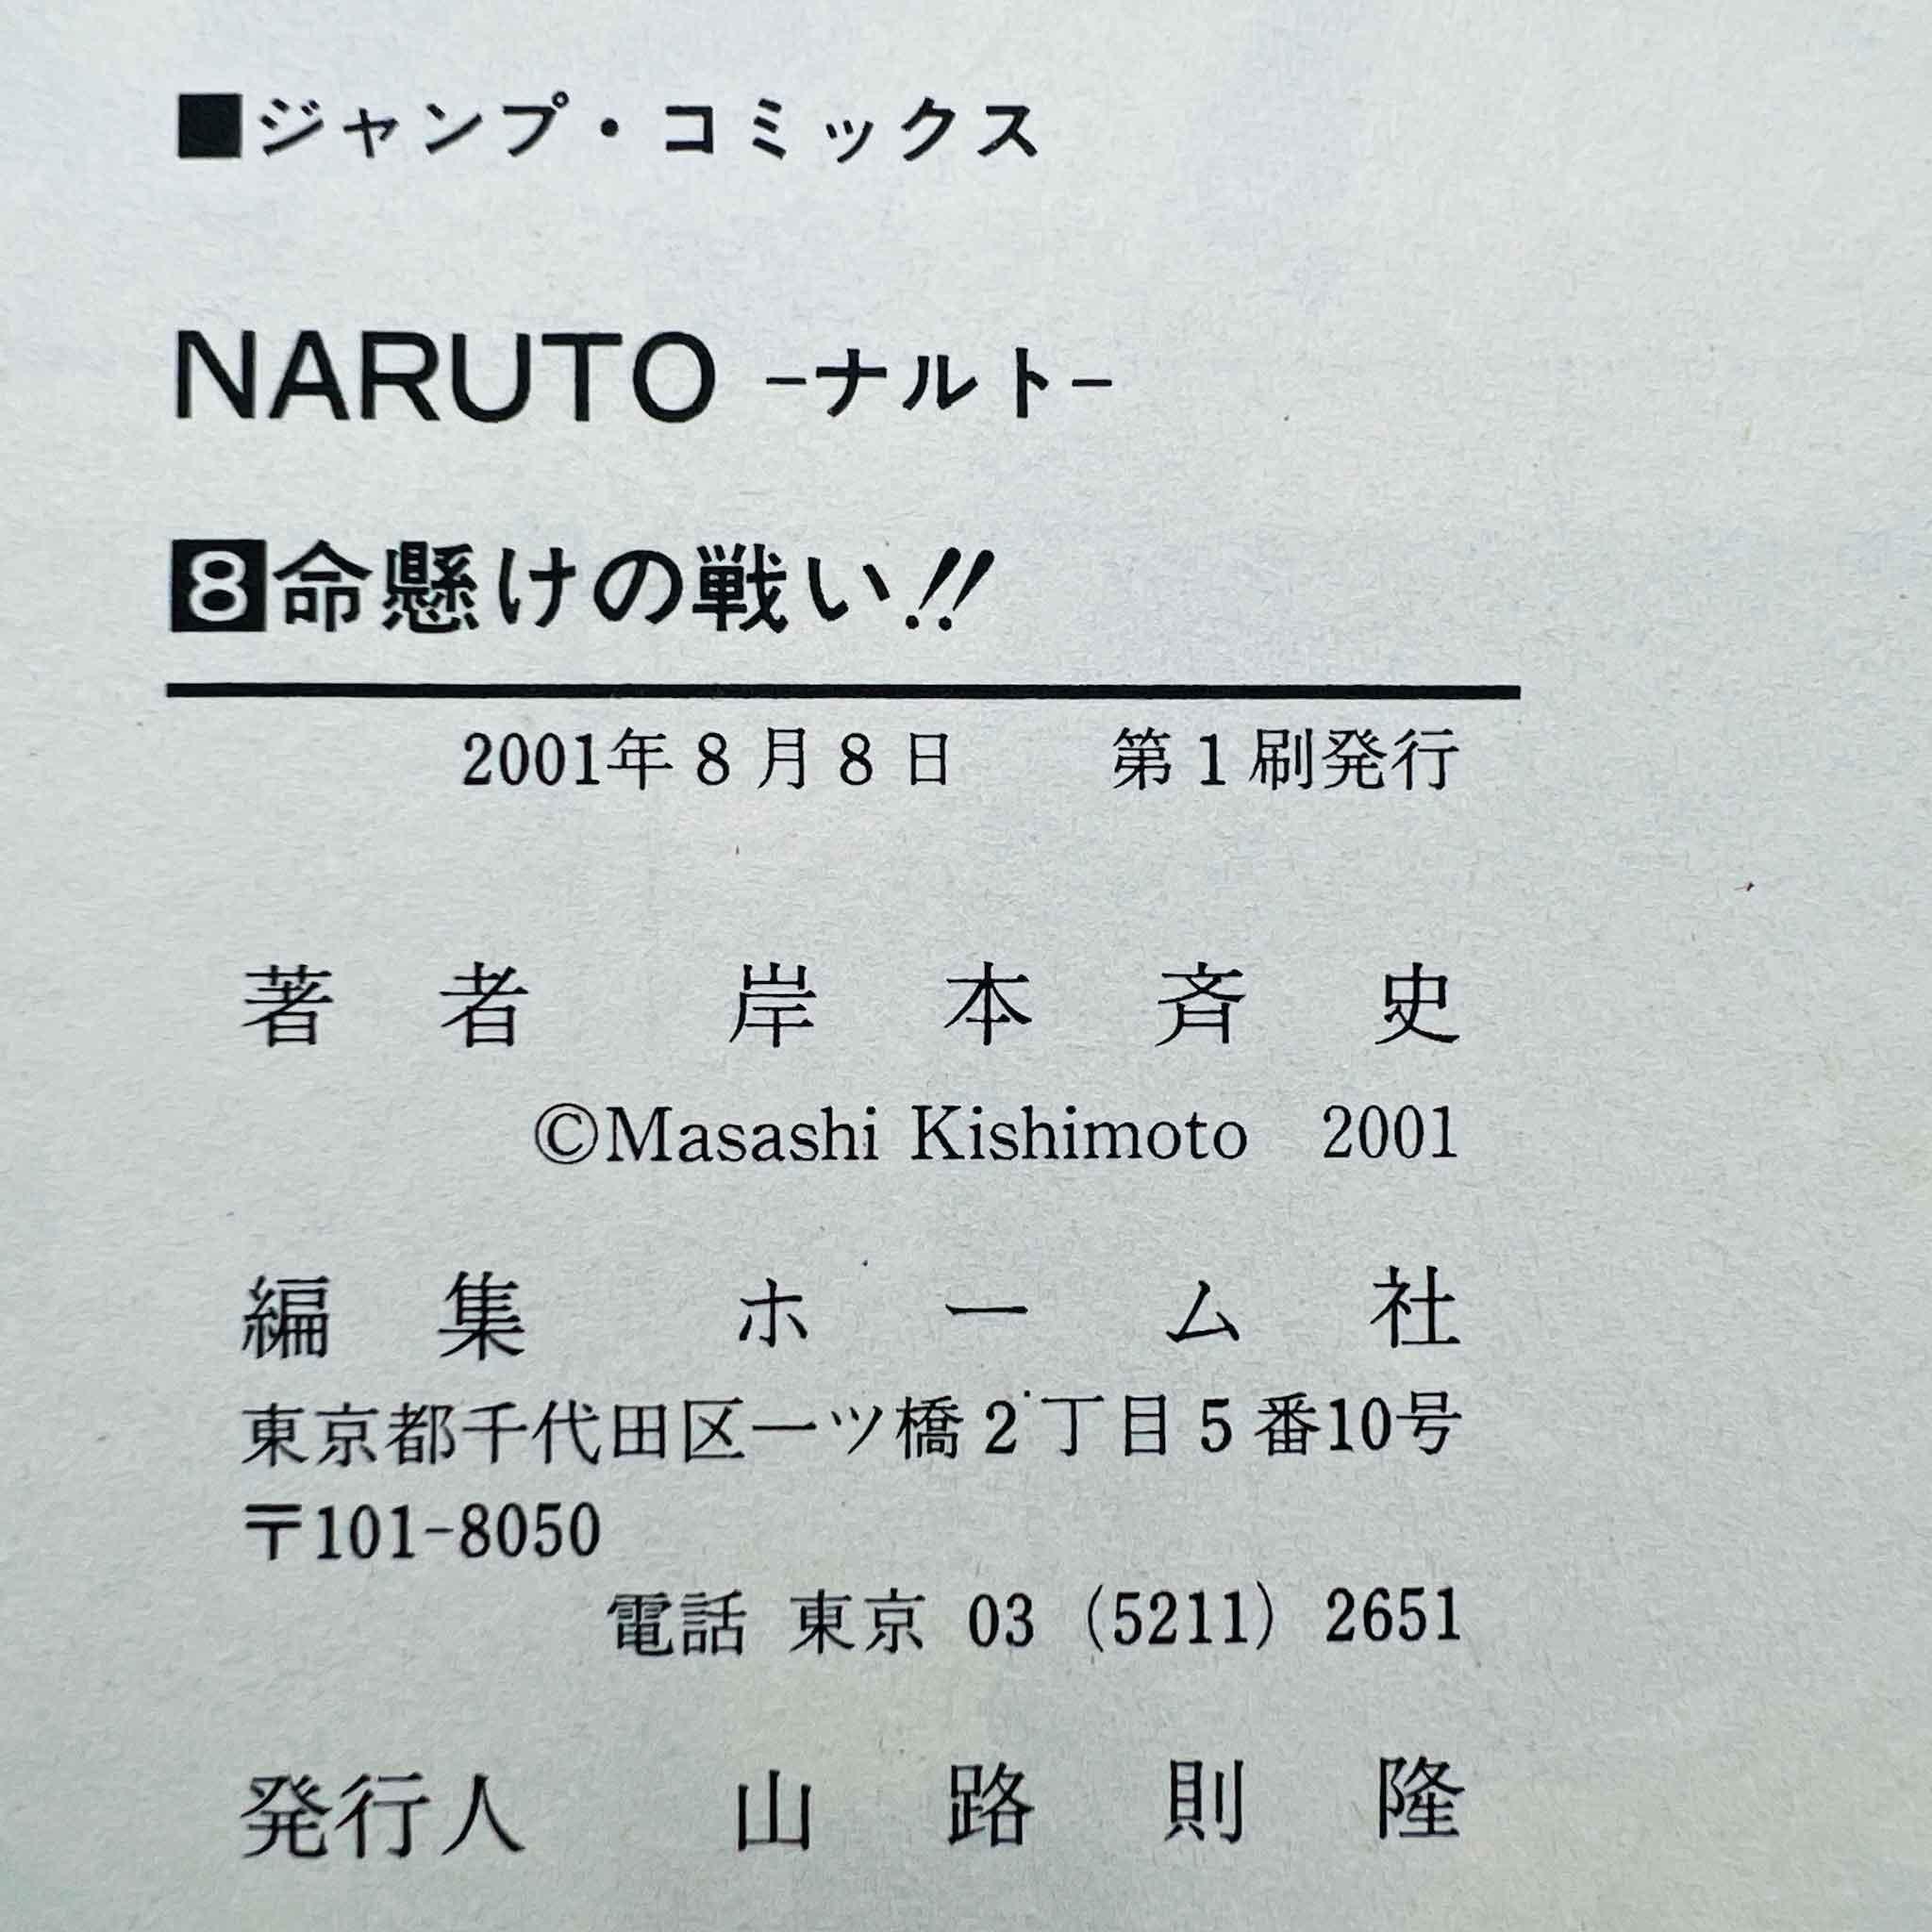 ■ジャンプ・コミックス
NARUTO -ナルト-
8命懸けの戦い!!
2001年8月8日 第1刷発行
著者 岸本斉史
©Masashi Kishimoto 2001
編集 ホーム社
東京都千代田区一ツ橋2丁目5番10号
〒101-8050
電話 東京 03 (5211) 2651
発行人 山路則隆